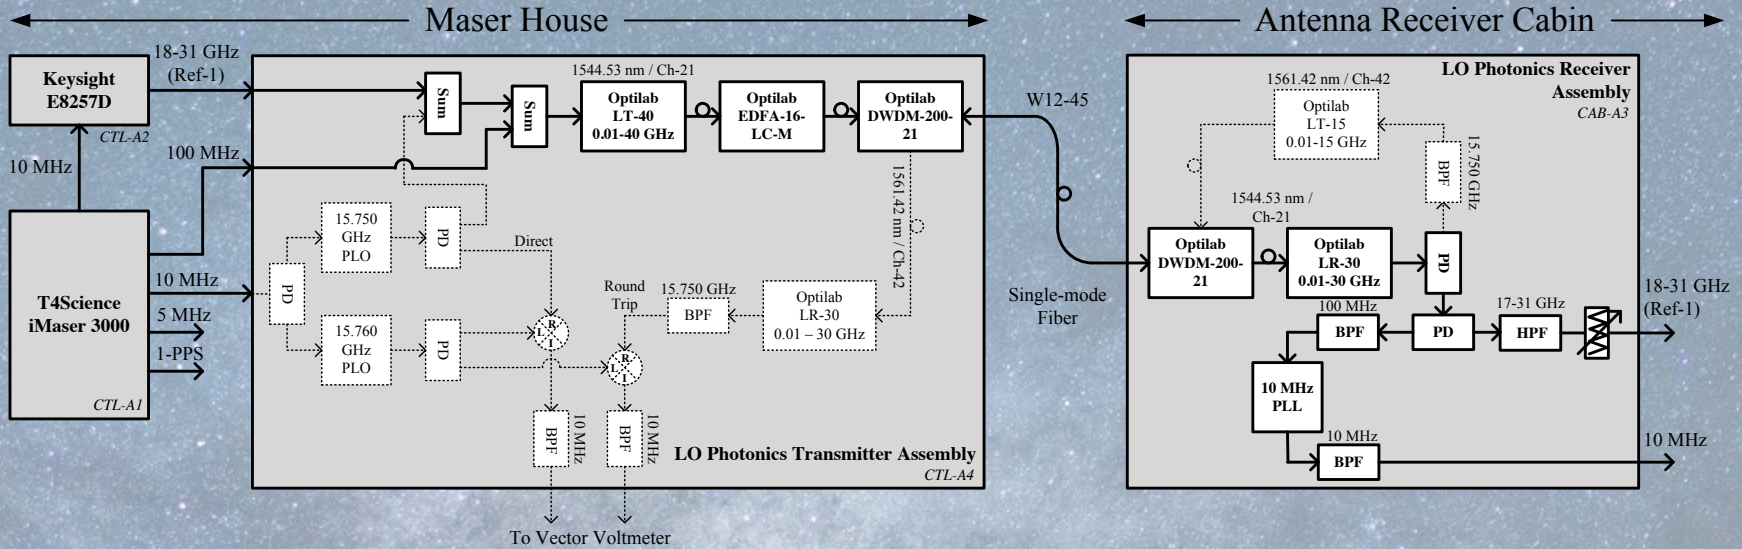 Maser House
Antenna Receiver Cabin
Keysight
E8257D
CTL-A2
18-31 GHz
(Ref-1)
10 MHz
100 MHz
T4Science
iMaser 3000
CTL-A1
10 MHz
5 MHz
1-PPS
Sum
Sum
1544.53 nm / Ch-21
Optilab
LT-40
0.01-40 GHz
Optilab
EDFA-16-
LC-M
Optilab
DWDM-200-
21
1561.42 nm / Ch-42
PD
15.750
GHz
PLO
PD
Direct
15.760
GHz
PLO
PD
L R I
Round
Trip
L R I
15.750 GHz
BPF
Optilab
LR-30
0.01 – 30 GHz
BPF
10 MHz
BPF
10 MHz
LO Photonics Transmitter Assembly
CTL-A4
To Vector Voltmeter
W12-45
Single-mode
Fiber
LO Photonics Receiver
Assembly
CAB-A3
1561.42 nm / Ch-42
Optilab
LT-15
0.01-15 GHz
BPF
15.750 GHz
Optilab
DWDM-200-
21
1544.53 nm /
Ch-21
Optilab
LR-30
0.01-30 GHz
PD
100 MHz
BPF
PD
17-31 GHz
HPF
18-31 GHz
(Ref-1)
10 MHz
PLL
10 MHz
BPF
10 MHz